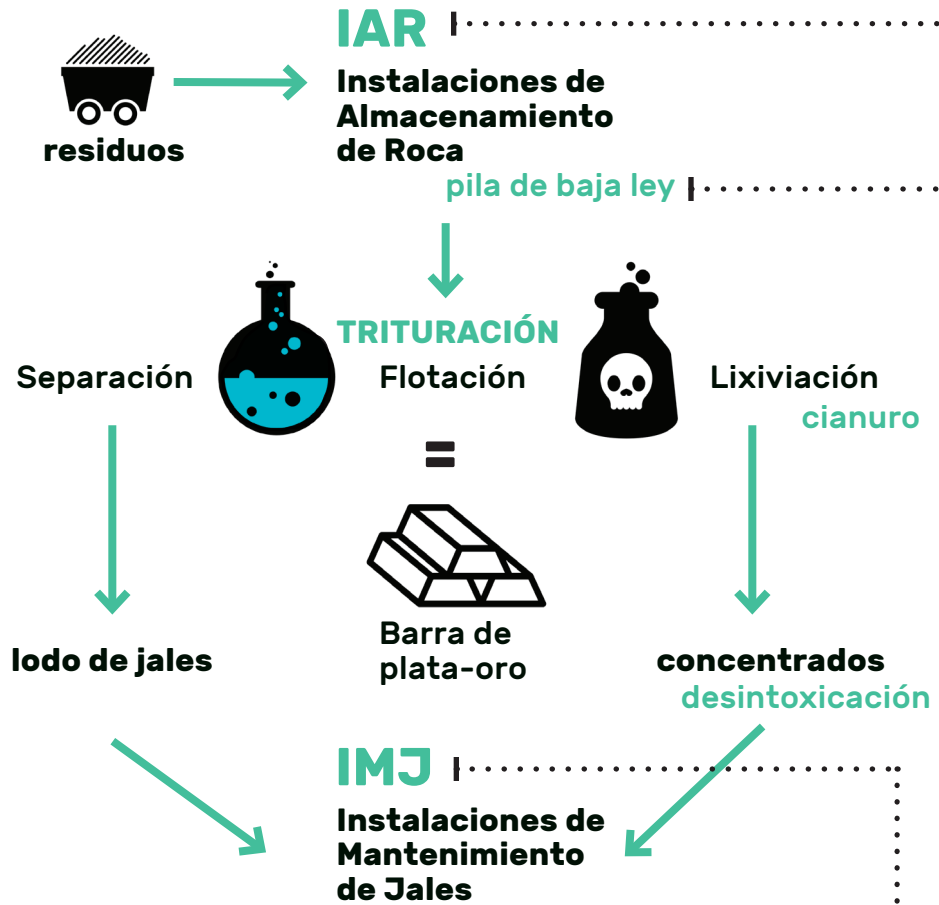 IAR
Instalaciones de
Almacenamiento
de Roca
residuos
pila de baja ley
TRITURACIÓN
Separación
Flotación
Lixiviación
cianuro
=
Barra de
plata-oro
lodo de jales
concentrados
desintoxicación
IMJ
Instalaciones de
Mantenimiento
de Jales